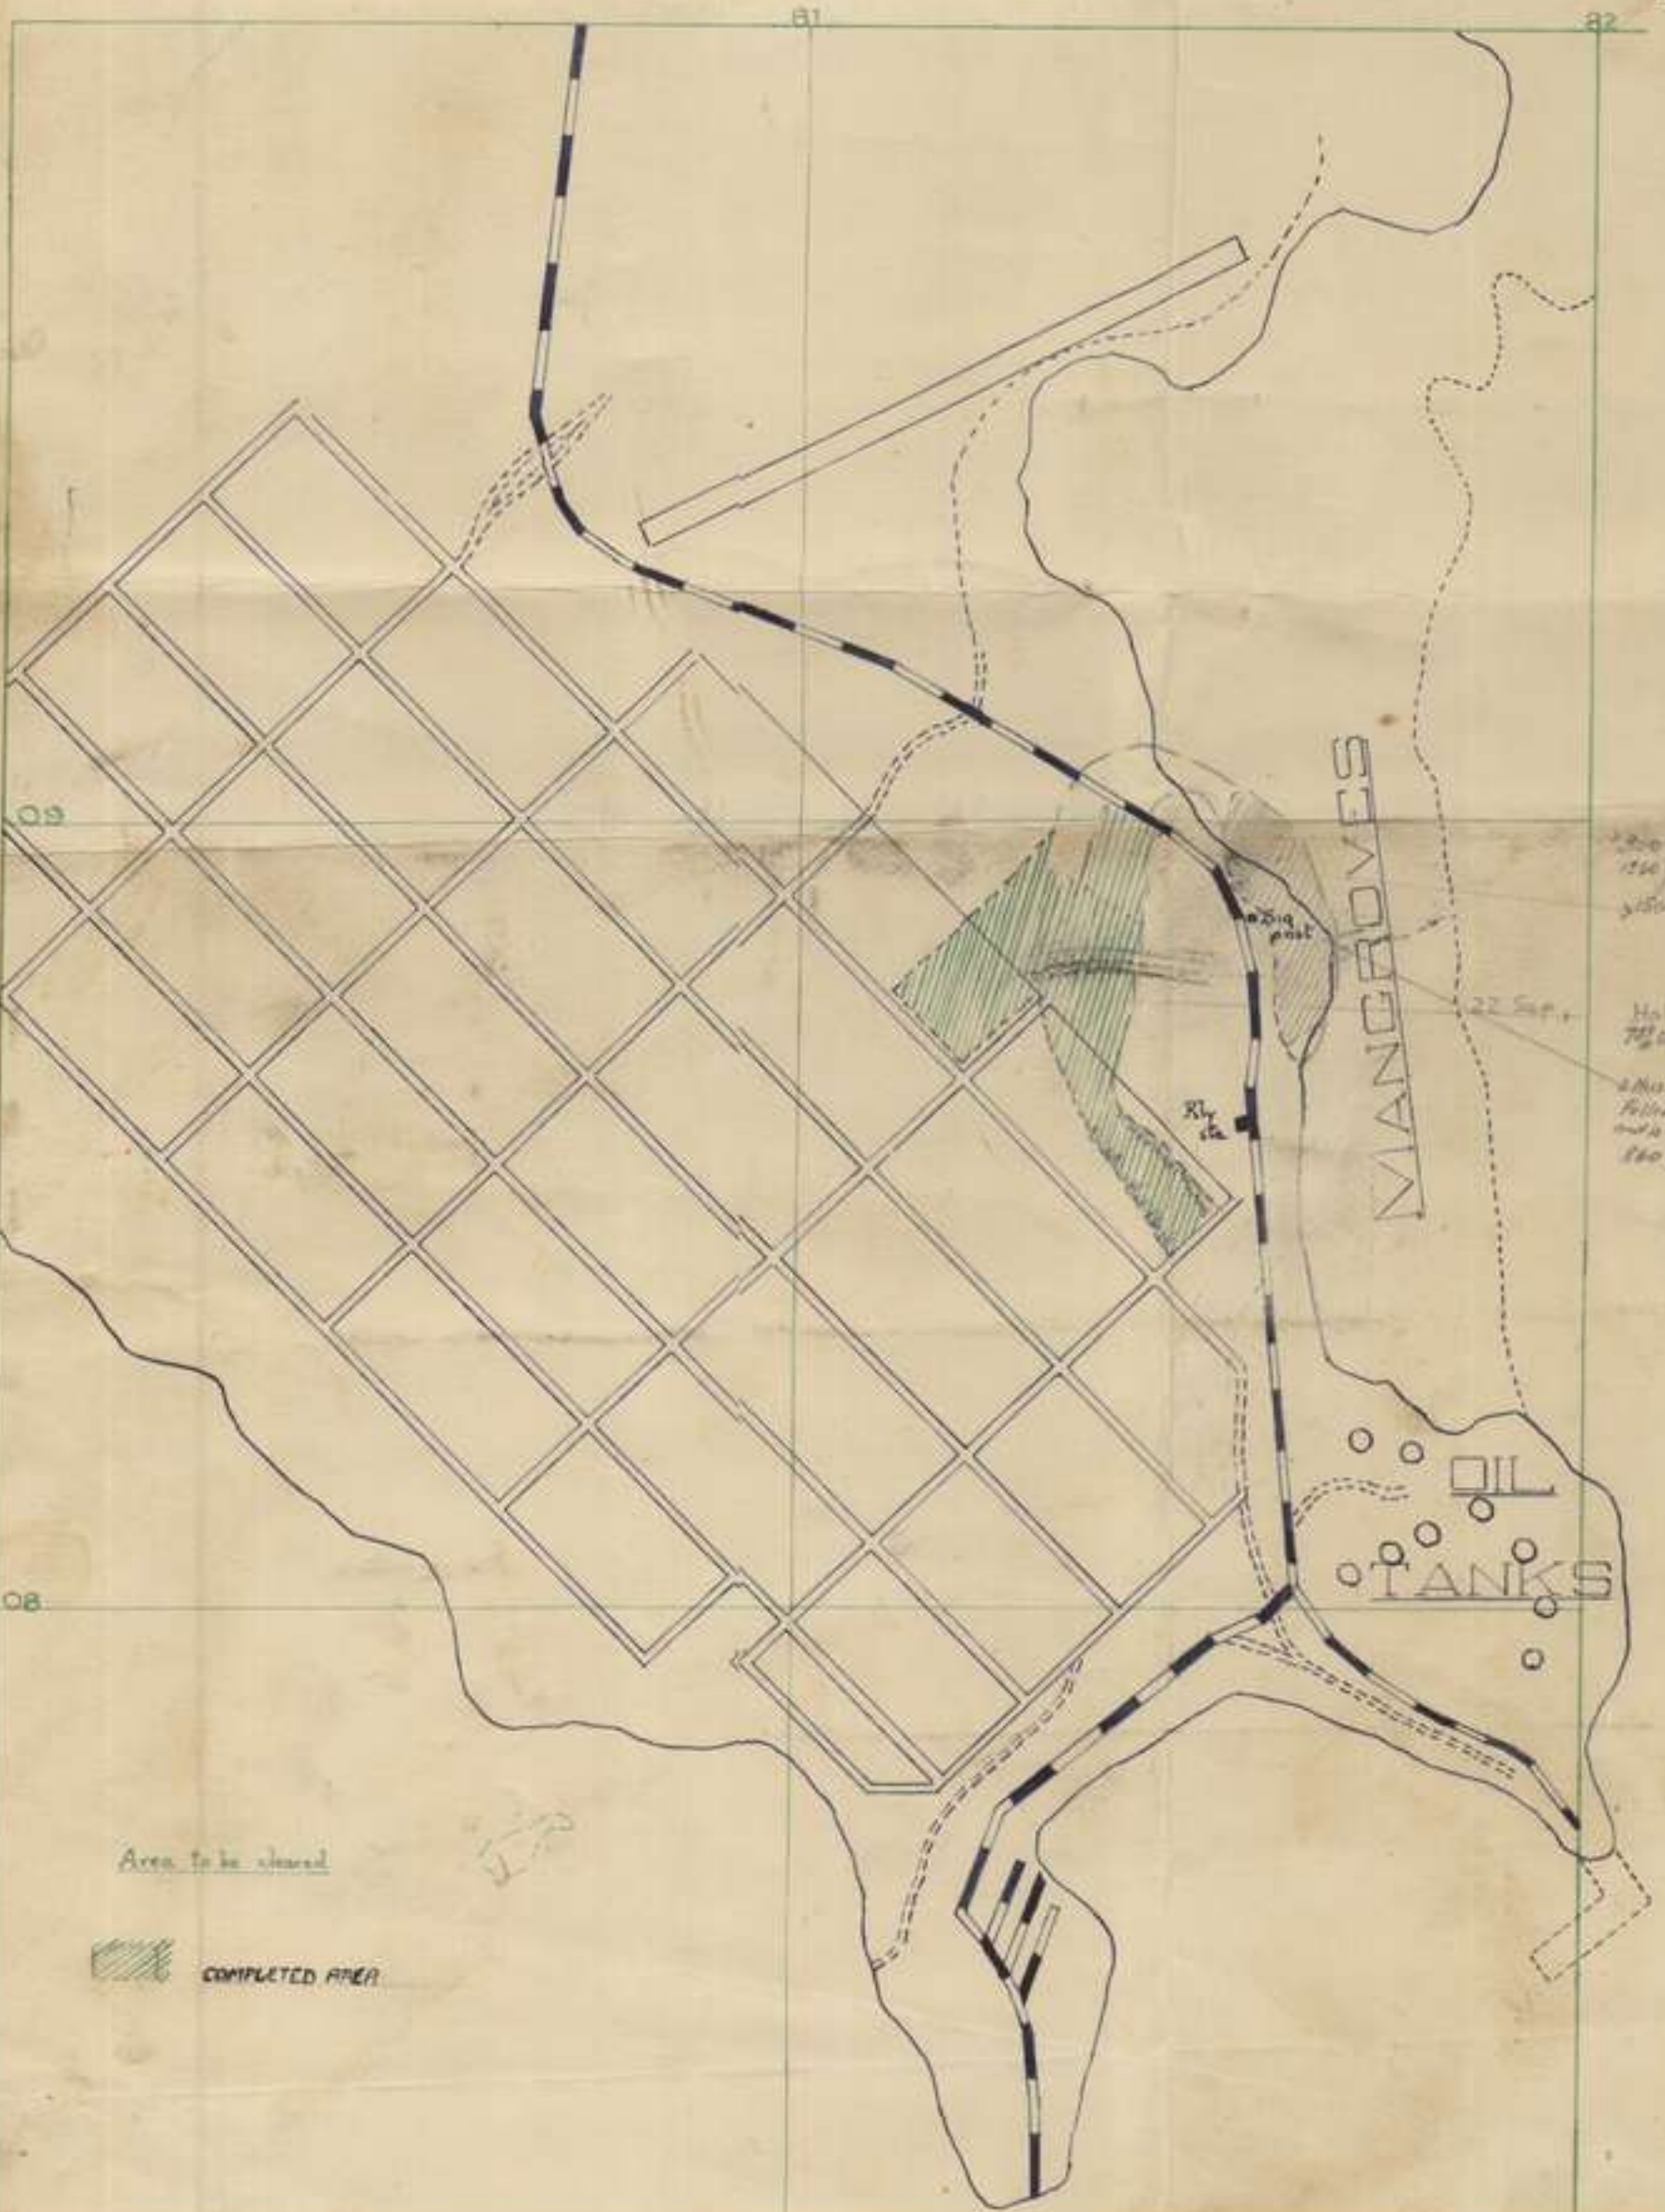 81
82
09
MANGROVES
Sig
post
22 Sep.
Rly
sta
OIL
TANKS
08
Area to be cleared
COMPLETED AREA